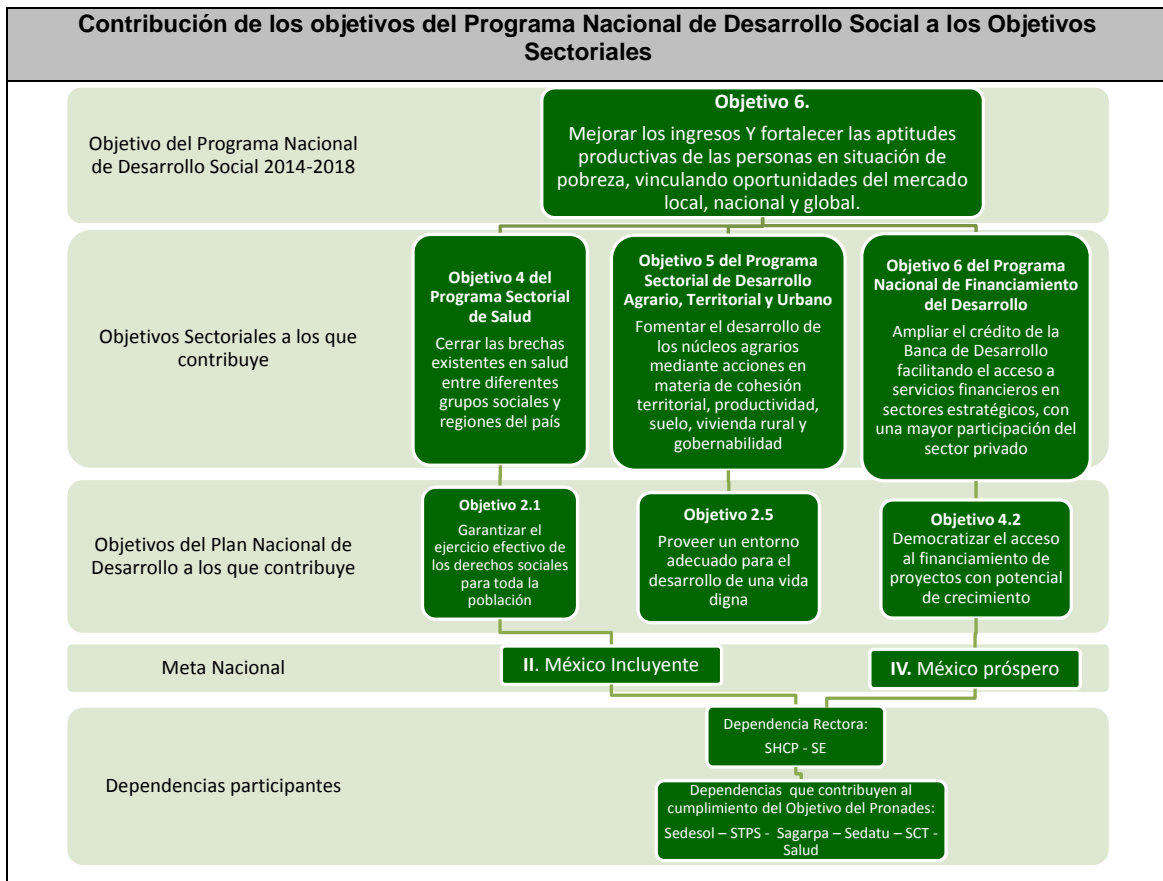 Contribución de los objetivos del Programa Nacional de Desarrollo Social a los Objetivos
Sectoriales
Objetivo del Programa Nacional
de Desarrollo Social 2014-2018
Objetivo 6.
Mejorar los ingresos Y fortalecer las aptitudes
productivas de las personas en situación de
pobreza, vinculando oportunidades del mercado
local, nacional y global.
Objetivos Sectoriales a los que
contribuye
Objetivo 4 del
Programa Sectorial
de Salud
Cerrar las brechas
existentes en salud
entre diferentes
grupos sociales y
regiones del país
Objetivo 5 del Programa
Sectorial de Desarrollo
Agrario, Territorial y Urbano
Fomentar el desarrollo de
los núcleos agrarios
mediante acciones en
materia de cohesión
territorial, productividad,
suelo, vivienda rural y
gobernabilidad
Objetivo 6 del Programa
Nacional de Financiamiento
del Desarrollo
Ampliar el crédito de la
Banca de Desarrollo
facilitando el acceso a
servicios financieros en
sectores estratégicos, con
una mayor participación del
sector privado
Objetivos del Plan Nacional de
Desarrollo a los que contribuye
Objetivo 2.1
Garantizar el
ejercicio efectivo de
los derechos sociales
para toda la
población
Objetivo 2.5
Proveer un entorno
adecuado para el
desarrollo de una vida
digna
Objetivo 4.2
Democratizar el acceso
al financiamiento de
proyectos con potencial
de crecimiento
Meta Nacional
II. México Incluyente
IV. México próspero
Dependencias participantes
Dependencia Rectora:
SHCP - SE
Dependencias que contribuyen al
cumplimiento del Objetivo del Pronades:
Sedesol – STPS - Sagarpa – Sedatu – SCT -
Salud